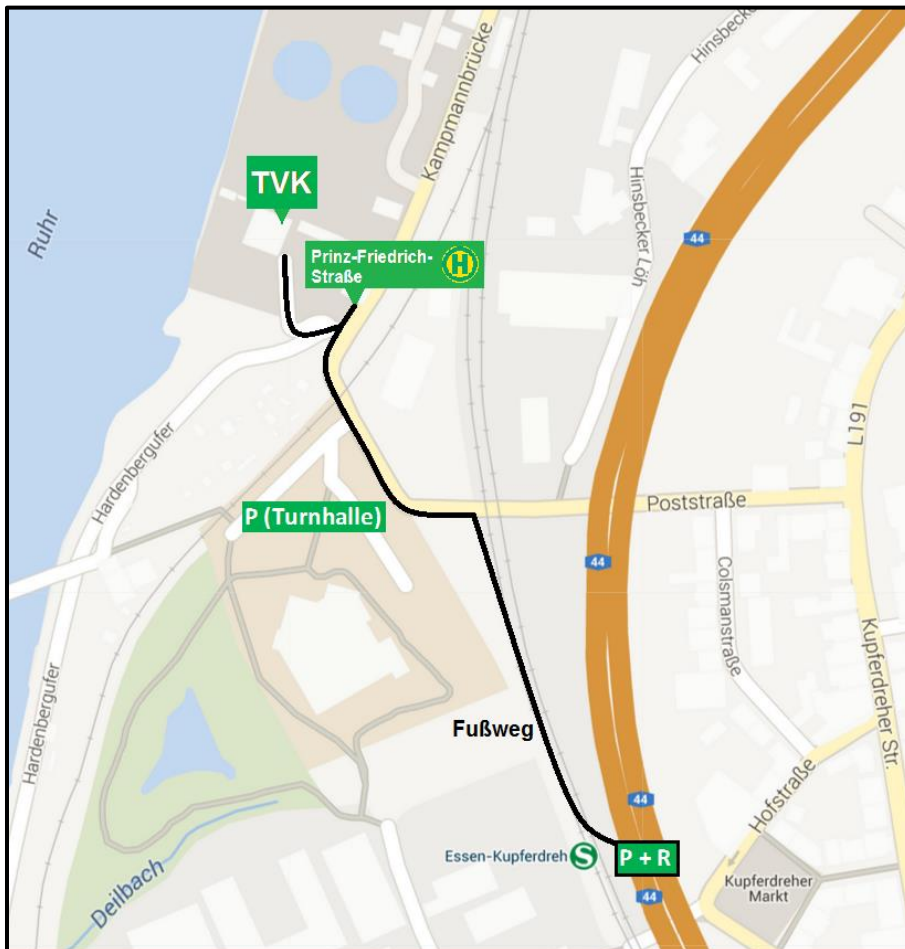 Kampmannbrücke
Hinsbecker
Ruhr
TVK
Prinz-Friedrich-
Straße
H
Hinsbecker Löh
44
L191
Hardenbergufer
P (Turnhalle)
Poststraße
44
Colsmanstraße
Kupferdreher Str.
Hardenbergufer
Fußweg
Hofstraße
44
Essen-Kupferdreh
S
P + R
Kupferdreher
Markt
44
Deilbach